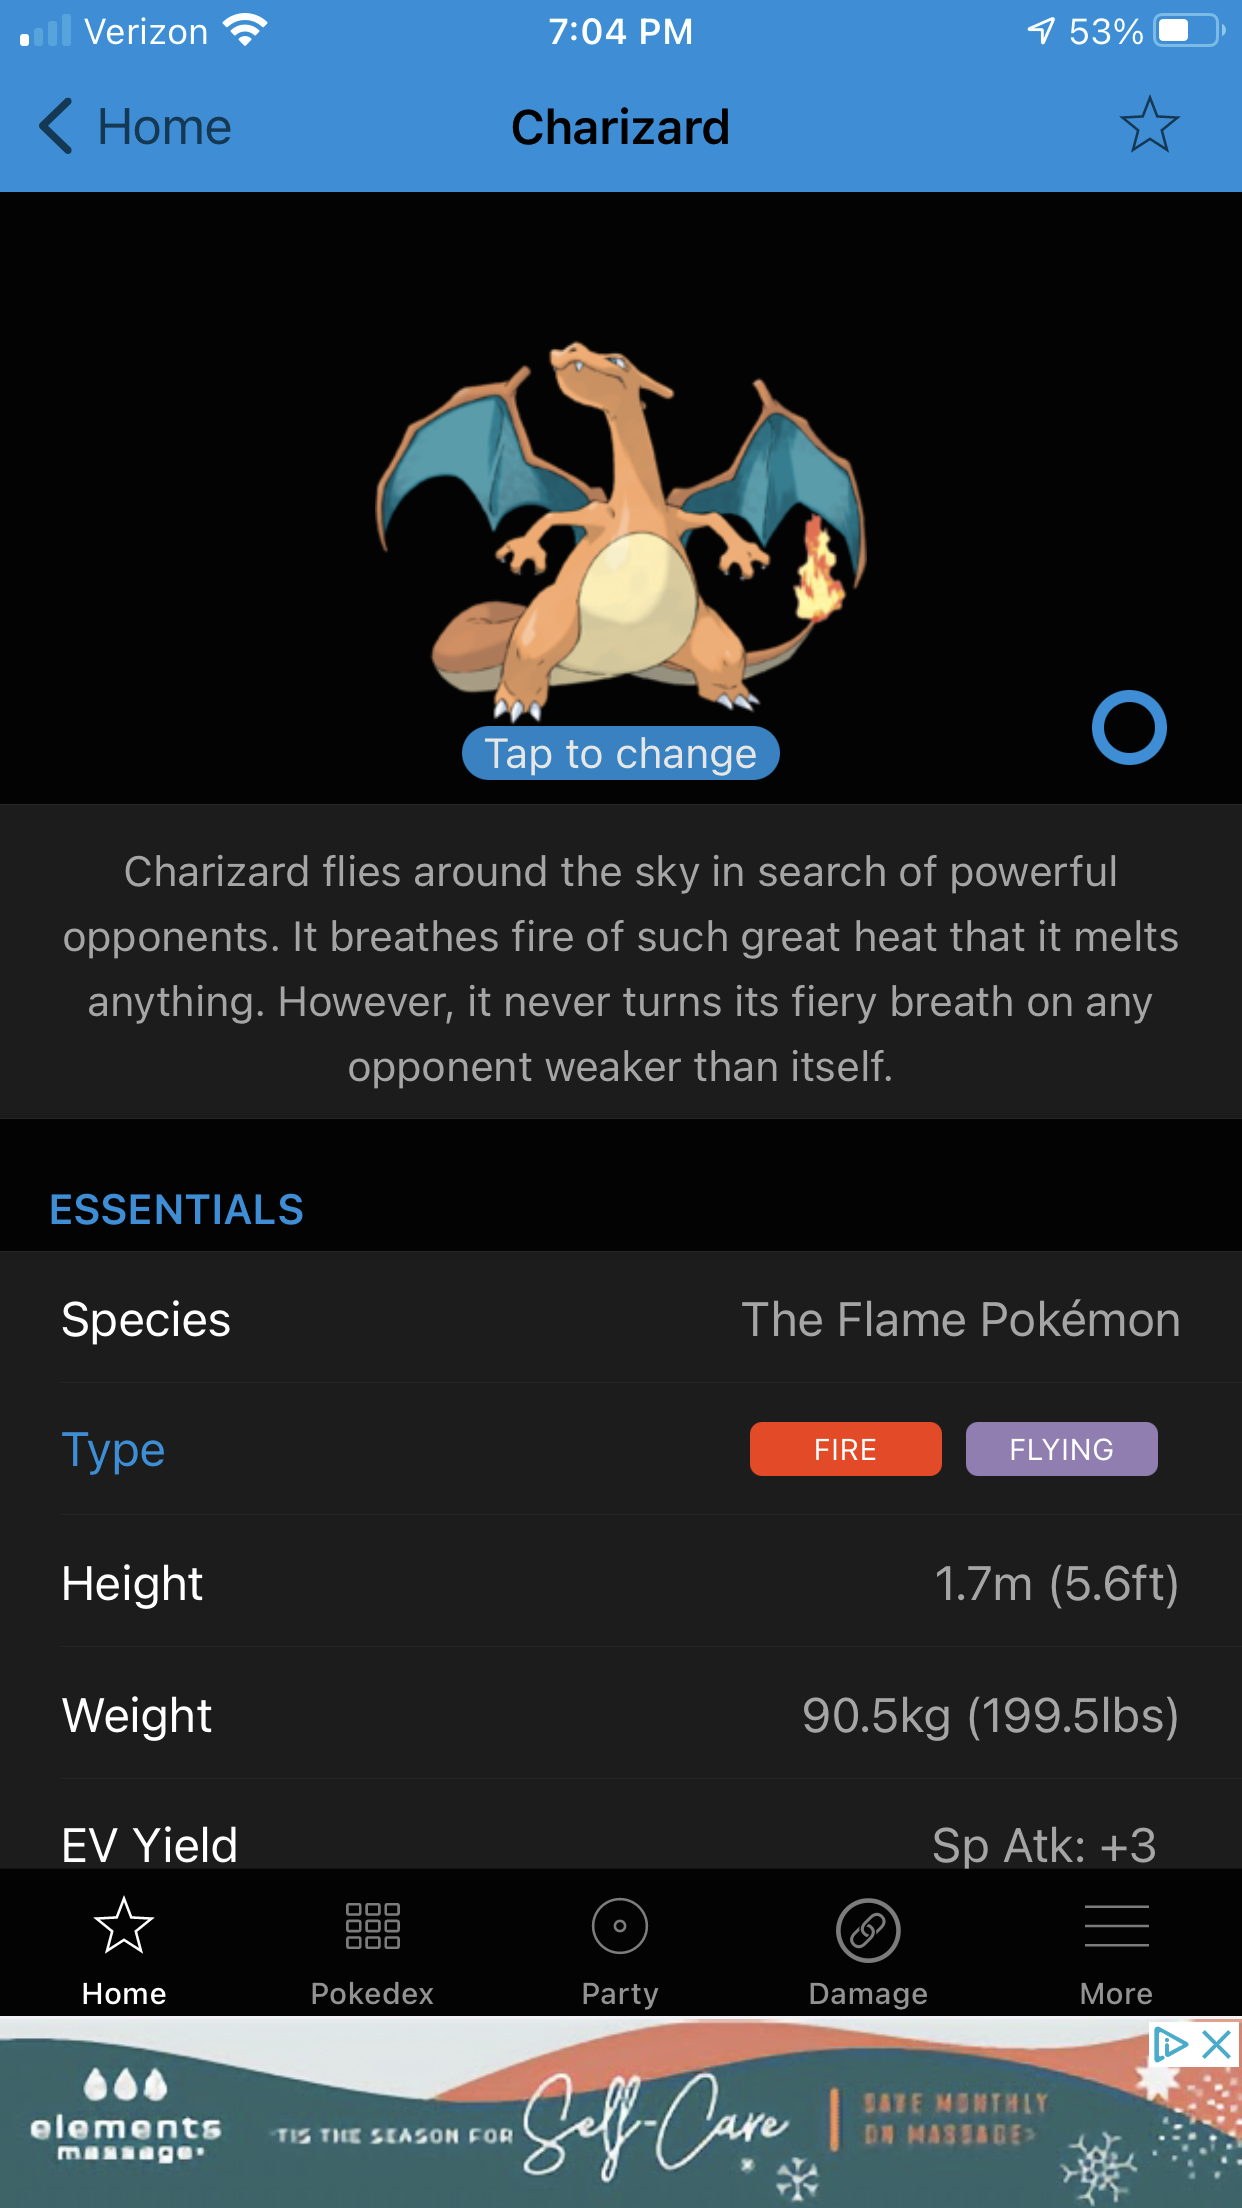 Verizon 7:04 PM 53%
Home Charizard
Tap to change
Charizard flies around the sky in search of powerful
opponents. It breathes fire of such great heat that it melts
anything. However, it never turns its fiery breath on any
opponent weaker than itself.
ESSENTIALS
Species The Flame Pokémon
Type FIRE FLYING
Height 1.7m (5.6ft)
Weight 90.5kg (199.5lbs)
EV Yield Sp Atk: +3
Home Pokedex Party Damage More
elements
massage
'TIS THE SEASON FOR Self-Care
SAVE MONTHLY
ON MASSAGE>